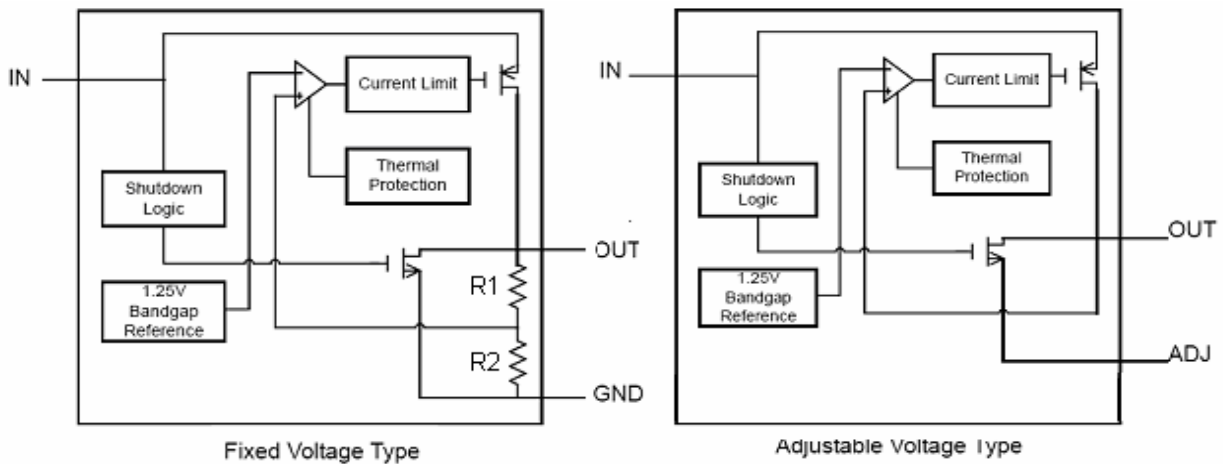 IN
Current Limit
Thermal
Protection
Shutdown
Logic
1.25V
Bandgap
Reference
R1
R2
OUT
GND
Fixed Voltage Type
IN
Current Limit
Thermal
Protection
Shutdown
Logic
1.25V
Bandgap
Reference
OUT
ADJ
Adjustable Voltage Type